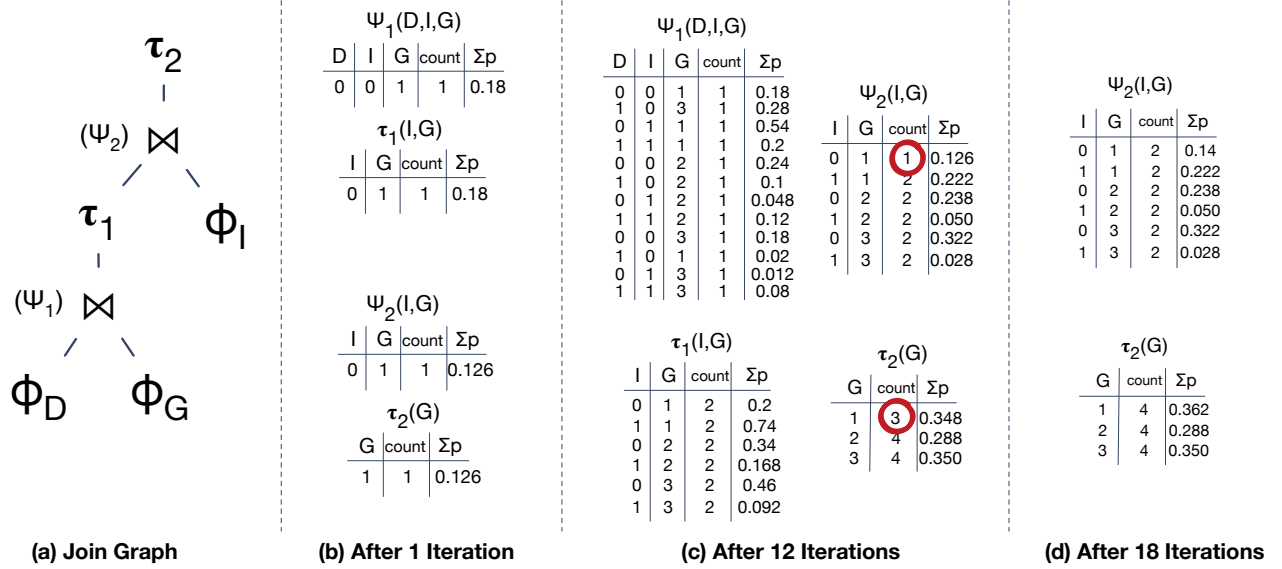 τ2
(Ψ2) ⋈
τ1 ϕI
(Ψ1) ⋈
ϕD ϕG
(a) Join Graph
Ψ1(D,I,G)
D I G count Σp
0 0 1 1 0.18
τ1(I,G)
I G count Σp
0 1 1 0.18
Ψ2(I,G)
I G count Σp
0 1 1 0.126
τ2(G)
G count Σp
1 1 0.126
(b) After 1 Iteration
Ψ1(D,I,G)
D I G count Σp
0 0 1 1 0.18
1 0 3 1 0.28
0 1 1 1 0.54
1 1 1 1 0.2
0 0 2 1 0.24
1 0 2 1 0.1
0 1 2 1 0.048
1 1 2 1 0.12
0 0 3 1 0.18
1 0 1 1 0.02
0 1 3 1 0.012
1 1 3 1 0.08
Ψ2(I,G)
I G count Σp
0 1 1 0.126
1 1 2 0.222
0 2 2 0.238
1 2 2 0.050
0 3 2 0.322
1 3 2 0.028
τ1(I,G)
I G count Σp
0 1 2 0.2
1 1 2 0.74
0 2 2 0.34
1 2 2 0.168
0 3 2 0.46
1 3 2 0.092
τ2(G)
G count Σp
1 3 0.348
2 4 0.288
3 4 0.350
(c) After 12 Iterations
Ψ2(I,G)
I G count Σp
0 1 2 0.14
1 1 2 0.222
0 2 2 0.238
1 2 2 0.050
0 3 2 0.322
1 3 2 0.028
τ2(G)
G count Σp
1 4 0.362
2 4 0.288
3 4 0.350
(d) After 18 Iterations